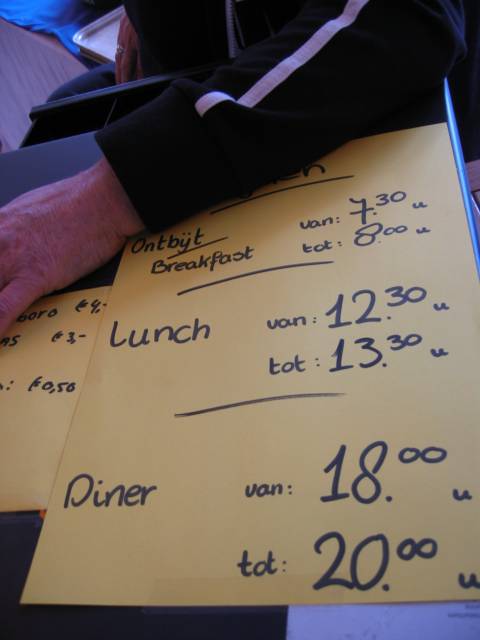 van: 7.30 u
Ontbijt tot: 8.00 u
Breakfast
Lunch van: 12.30 u
tot: 13.30 u
Diner van: 18.00 u
tot: 20.00 u
€4,-
€3,-
: €0,50